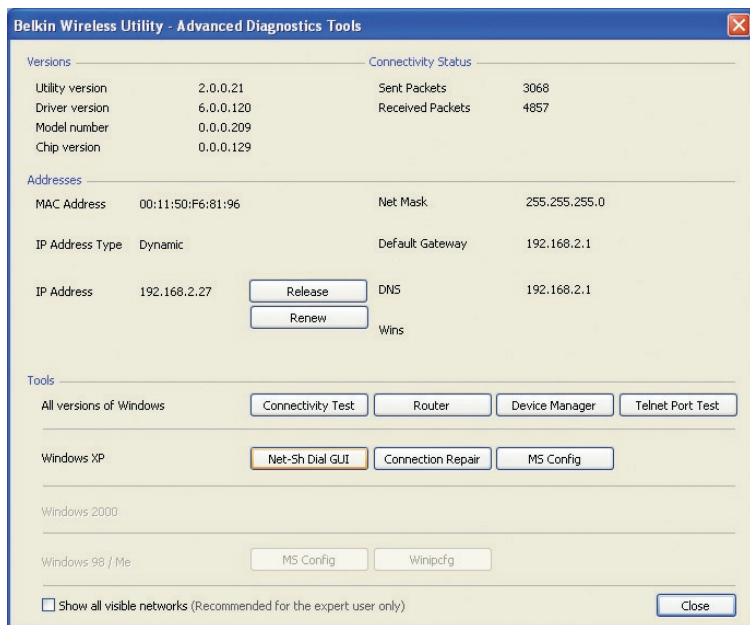 Belkin Wireless Utility - Advanced Diagnostics Tools
Versions
Utility version 2.0.0.21
Driver version 6.0.0.120
Model number 0.0.0.209
Chip version 0.0.0.129
Connectivity Status
Sent Packets 3068
Received Packets 4857
Addresses
MAC Address 00:11:50:F6:81:96
IP Address Type Dynamic
IP Address 192.168.2.27 Release
Renew
Net Mask 255.255.255.0
Default Gateway 192.168.2.1
DNS 192.168.2.1
Wins
Tools
All versions of Windows Connectivity Test Router Device Manager Telnet Port Test
Windows XP Net-Sh Dial GUI Connection Repair MS Config
Windows 2000
Windows 98 / Me MS Config Winipcfg
Show all visible networks (Recommended for the expert user only) Close